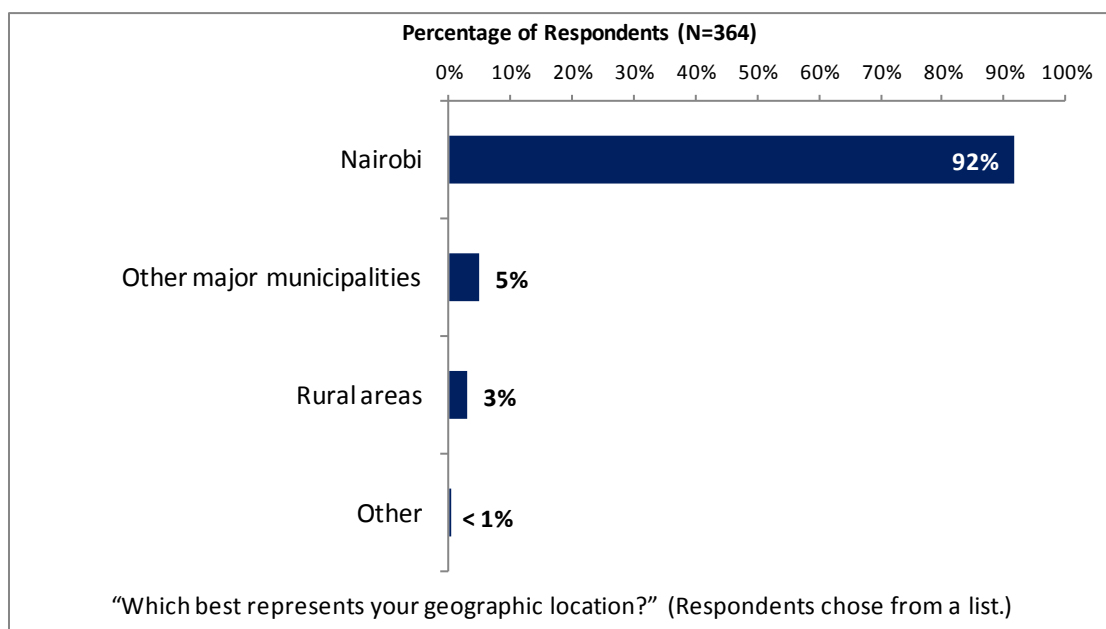 Percentage of Respondents (N=364)
0% 10% 20% 30% 40% 50% 60% 70% 80% 90% 100%
Nairobi 92%
Other major municipalities 5%
Rural areas 3%
Other < 1%
“Which best represents your geographic location?” (Respondents chose from a list.)